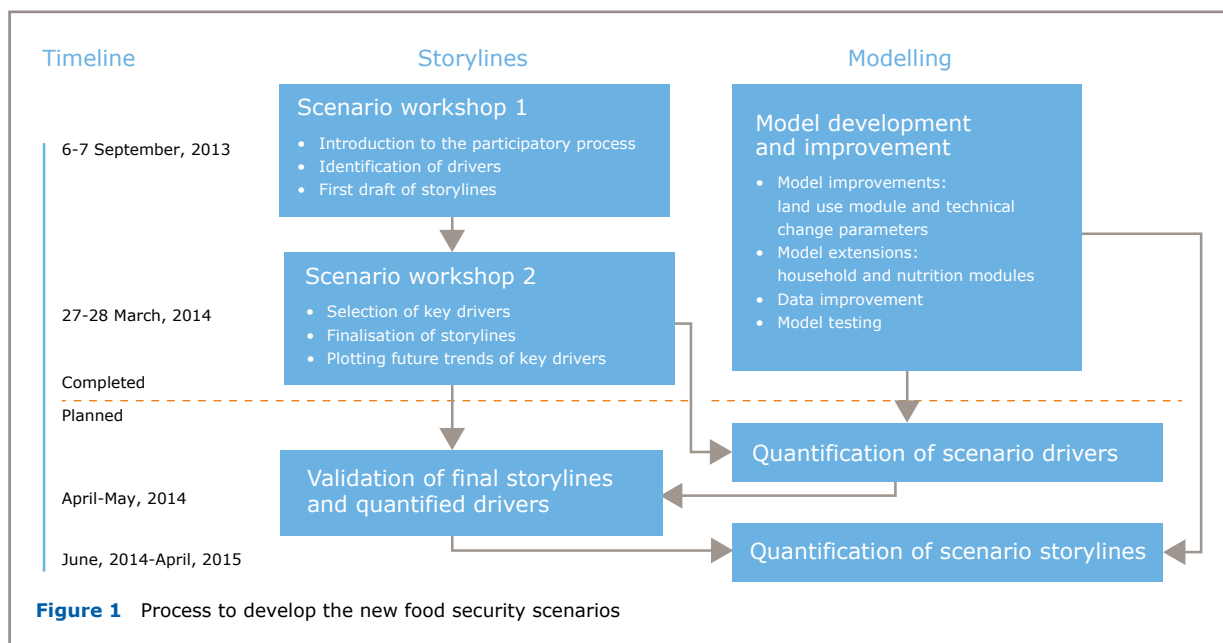 Timeline
Storylines
Modelling
6-7 September, 2013
Scenario workshop 1
• Introduction to the participatory process
• Identification of drivers
• First draft of storylines
Model development
and improvement
• Model improvements:
land use module and technical
change parameters
• Model extensions:
household and nutrition modules
• Data improvement
• Model testing
27-28 March, 2014
Scenario workshop 2
• Selection of key drivers
• Finalisation of storylines
• Plotting future trends of key drivers
Completed
Planned
Quantification of scenario drivers
April-May, 2014
Validation of final storylines
and quantified drivers
June, 2014-April, 2015
Quantification of scenario storylines
Figure 1 Process to develop the new food security scenarios